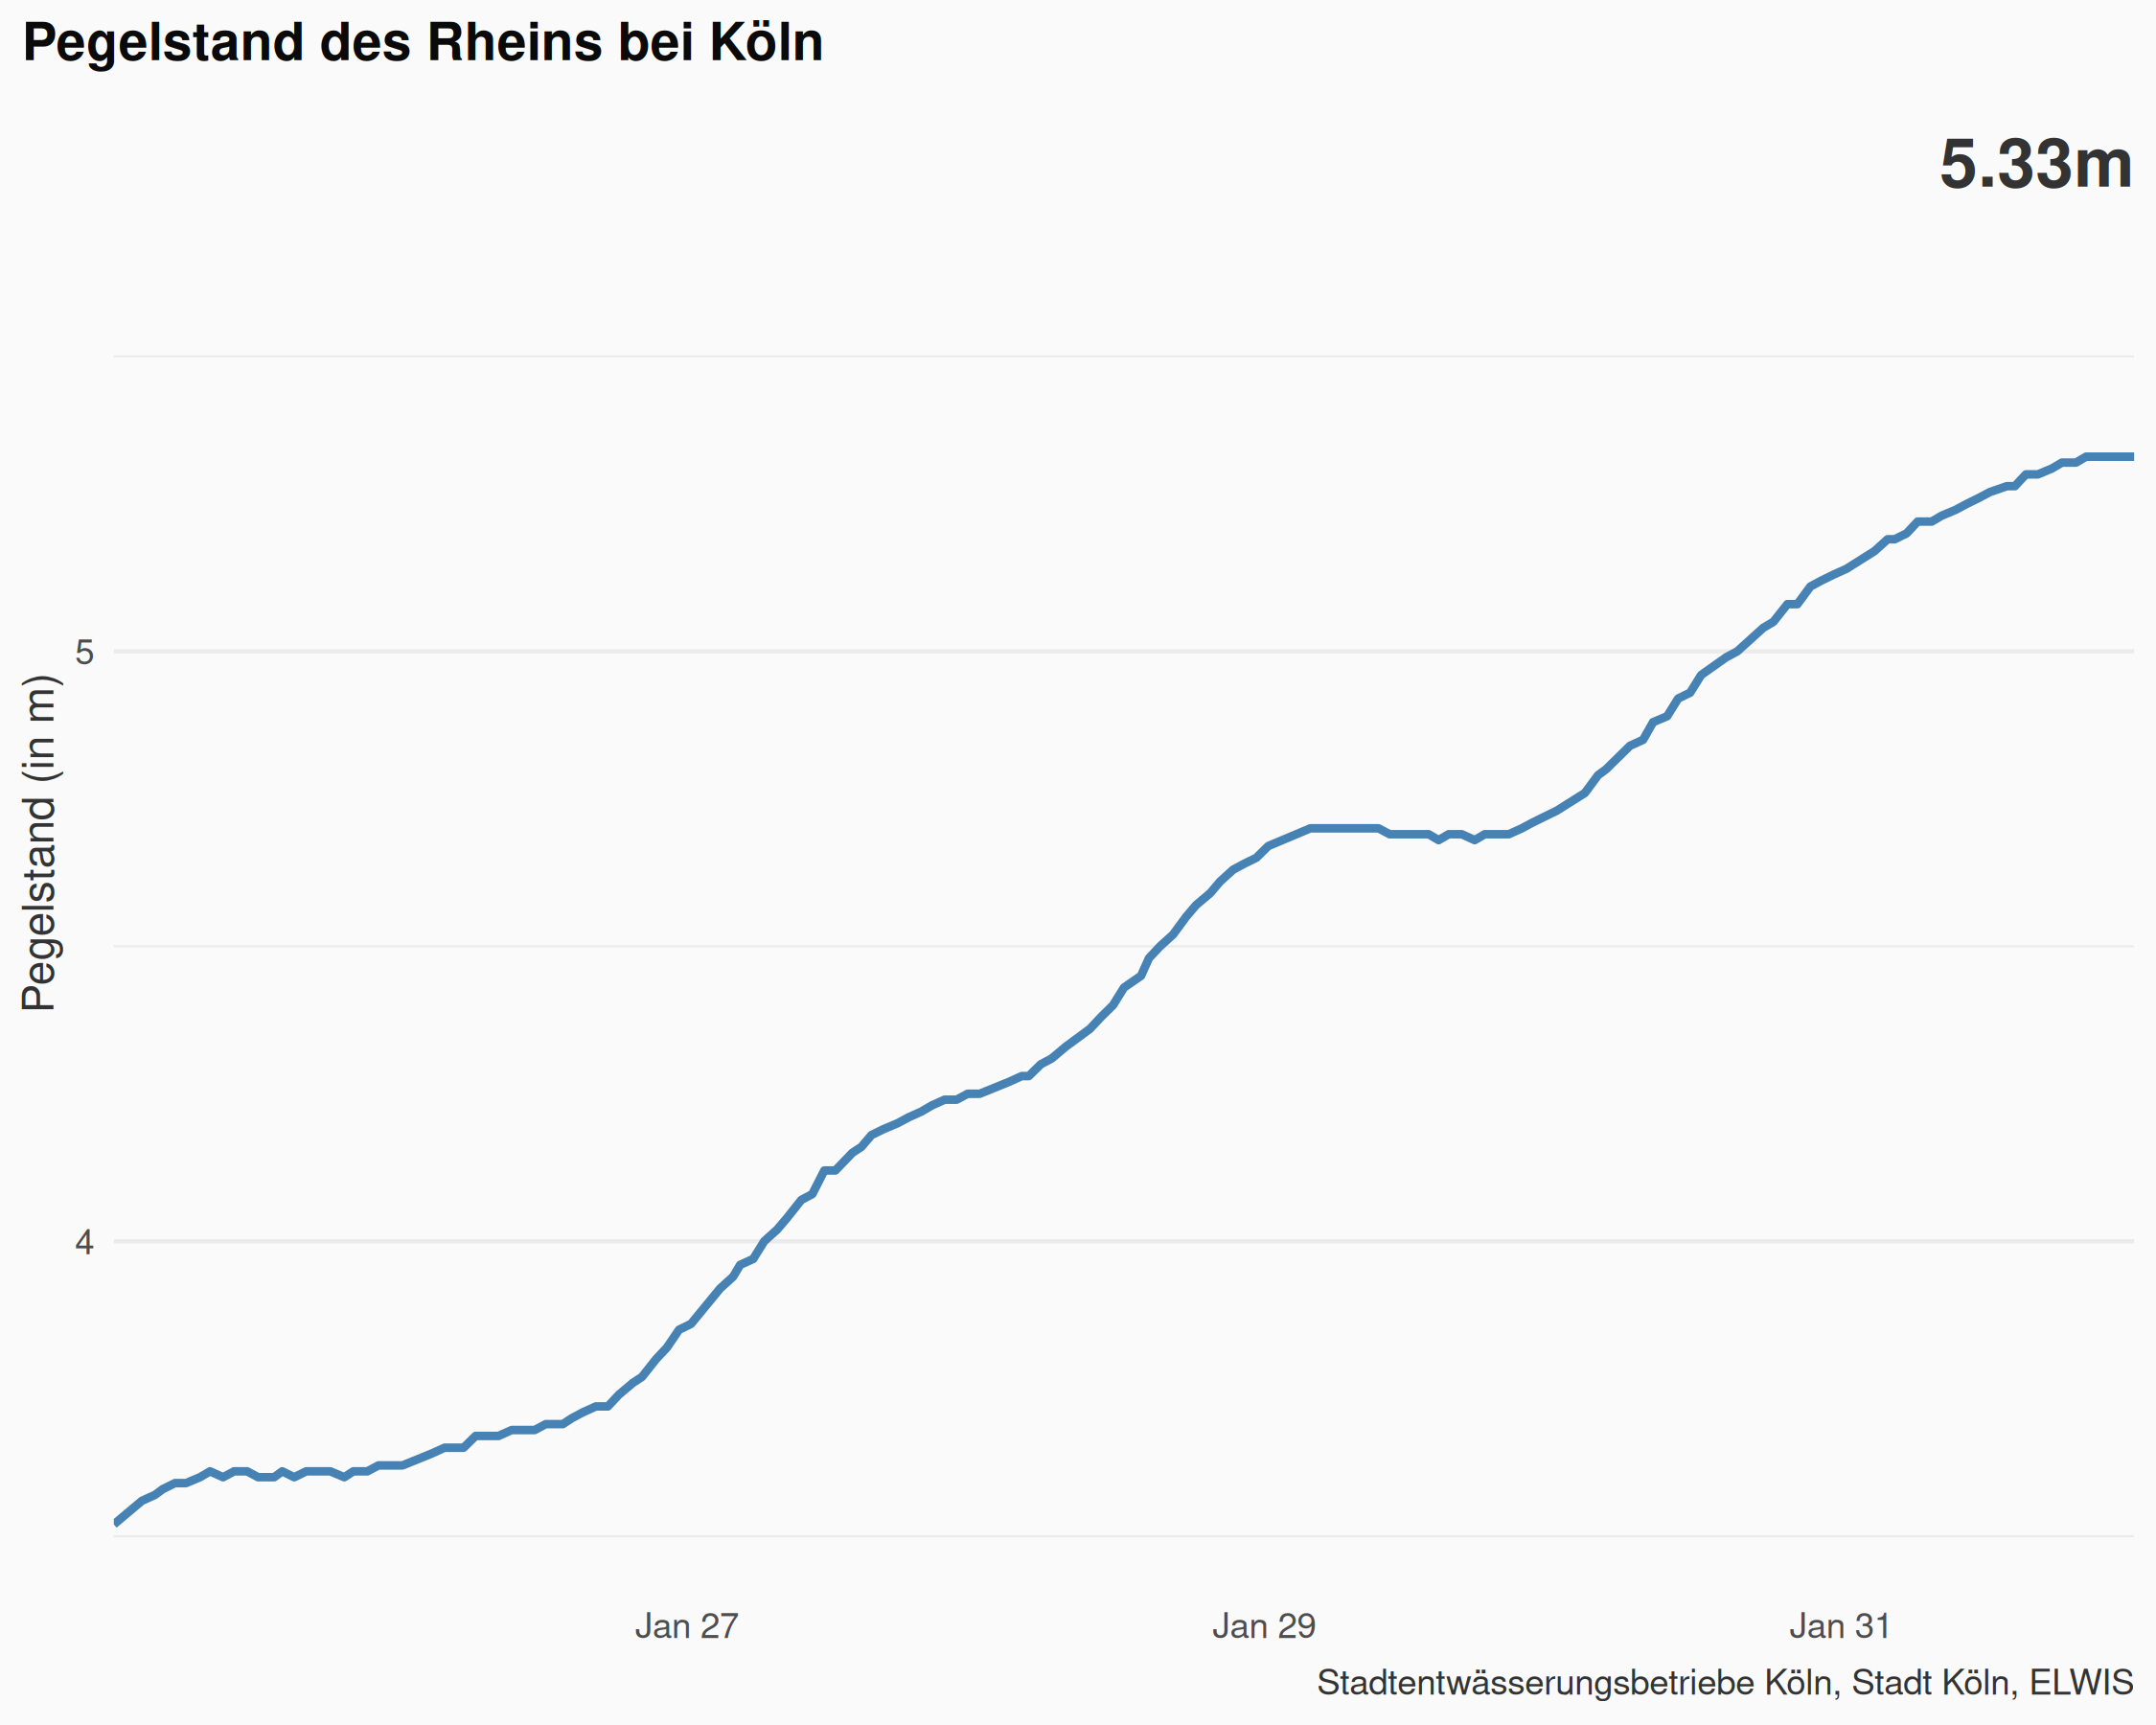 Pegelstand des Rheins bei Köln
5.33m
Pegelstand (in m)
5
4
Jan 27 Jan 29 Jan 31
Stadtentwässerungsbetriebe Köln, Stadt Köln, ELWIS